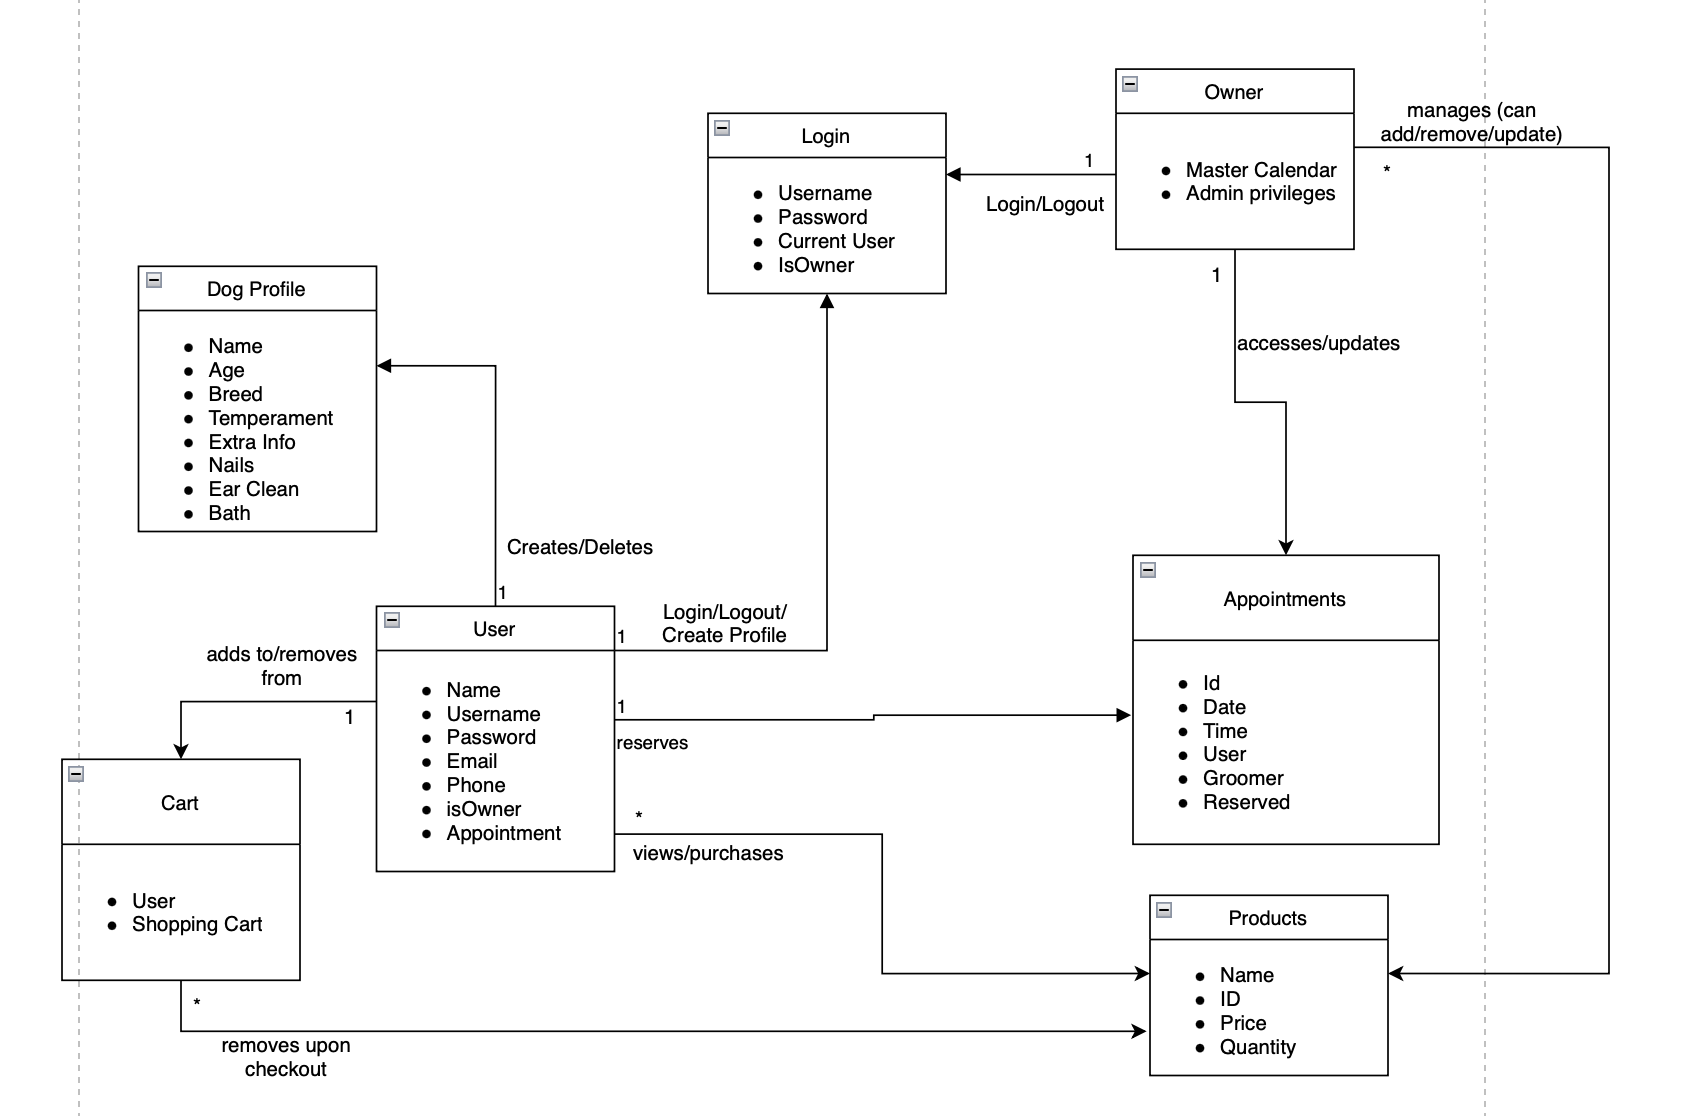 Owner
Master Calendar
Admin privileges
manages (can
add/remove/update)
*
Login
Username
Password
Current User
IsOwner
1
Login/Logout
1
accesses/updates
Dog Profile
Name
Age
Breed
Temperament
Extra Info
Nails
Ear Clean
Bath
Creates/Deletes
1
User
Name
Username
Password
Email
Phone
isOwner
Appointment
1
Login/Logout/
Create Profile
1
reserves
*
views/purchases
adds to/removes
from
1
Appointments
Id
Date
Time
User
Groomer
Reserved
Cart
User
Shopping Cart
*
removes upon
checkout
Products
Name
ID
Price
Quantity